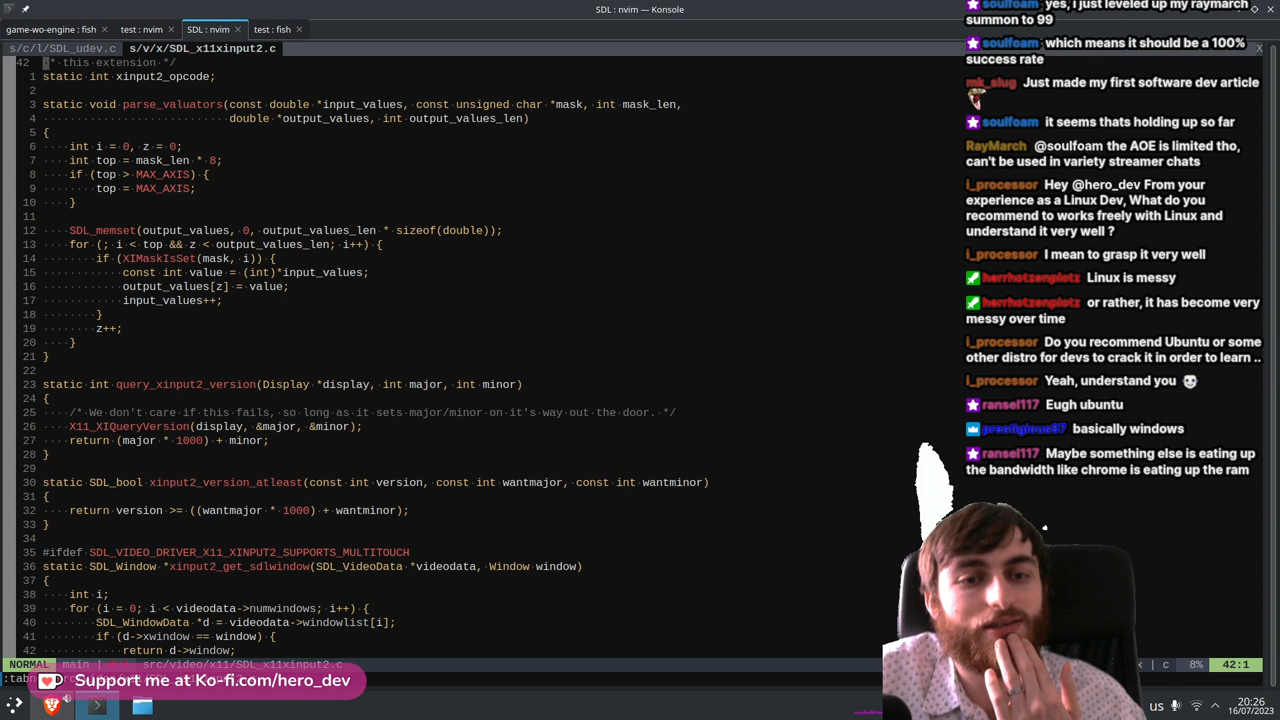 SDL : nvim — Konsole
game-wo-engine : fish
test : nvim
SDL : nvim
test : fish
s/c/l/SDL_udev.c s/v/x/SDL_x11xinput2.c
X
42 * this extension */
1 static int xinput2_opcode;
2
3 static void parse_valuators(const double *input_values, const unsigned char *mask, int mask_len,
4 double *output_values, int output_values_len)
5 {
6 int i = 0, z = 0;
7 int top = mask_len * 8;
8 if (top > MAX_AXIS) {
9 top = MAX_AXIS;
10 }
11
12 SDL_memset(output_values, 0, output_values_len * sizeof(double));
13 for (; i < top && z < output_values_len; i++) {
14 if (XIMaskIsSet(mask, i)) {
15 const int value = (int)*input_values;
16 output_values[z] = value;
17 input_values++;
18 }
19 z++;
20 }
21 }
22
23 static int query_xinput2_version(Display *display, int major, int minor)
24 {
25 /* We don't care if this fails, so long as it sets major/minor on it's way out the door. */
26 X11_XIQueryVersion(display, &major, &minor);
27 return (major * 1000) + minor;
28 }
29
30 static SDL_bool xinput2_version_atleast(const int version, const int wantmajor, const int wantminor)
31 {
32 return version >= ((wantmajor * 1000) + wantminor);
33 }
34
35 #ifdef SDL_VIDEO_DRIVER_X11_XINPUT2_SUPPORTS_MULTITOUCH
36 static SDL_Window *xinput2_get_sdlwindow(SDL_VideoData *videodata, Window window)
37 {
38 int i;
39 for (i = 0; i < videodata->numwindows; i++) {
40 SDL_WindowData *d = videodata->windowlist[i];
41 if (d->xwindow == window) {
42 return d->window;
NORMAL main | src/video/x11/SDL_x11xinput2.c
| c 8% 42:1
Support me at Ko-fi.com/hero_dev
soulfoam yes, i just leveled up my raymarch
summon to 99
soulfoam which means it should be a 100%
success rate
mk_slug Just made my first software dev article
soulfoam it seems thats holding up so far
RayMarch @soulfoam the AOE is limited tho,
can't be used in variety streamer chats
i_processor Hey @hero_dev From your
experience as a Linux Dev, What do you
recommend to works freely with Linux and
understand it very well ?
i_processor I mean to grasp it very well
herrhotzenplotz Linux is messy
herrhotzenplotz or rather, it has become very
messy over time
i_processor Do you recommend Ubuntu or some
other distro for devs to crack it in order to learn ..
i_processor Yeah, understand you
ransel117 Eugh ubuntu
prestigious97 basically windows
ransel117 Maybe something else is eating up
the bandwidth like chrome is eating up the ram
us
20:26
16/07/2023